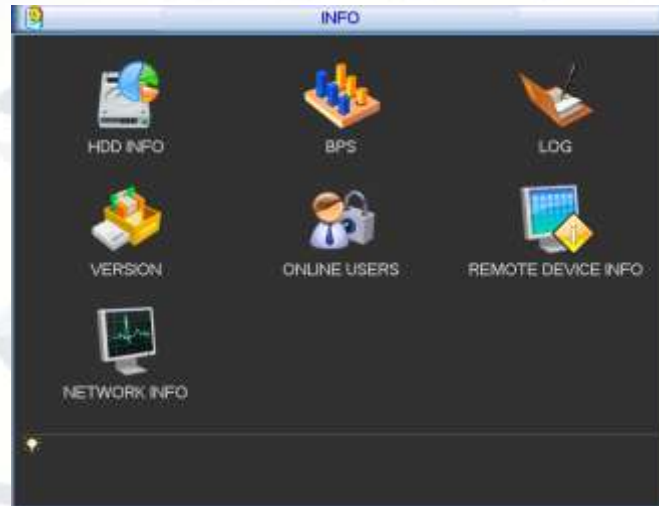 INFO
HDD INFO BPS LOG
VERSION ONLINE USERS REMOTE DEVICE INFO
NETWORK INFO